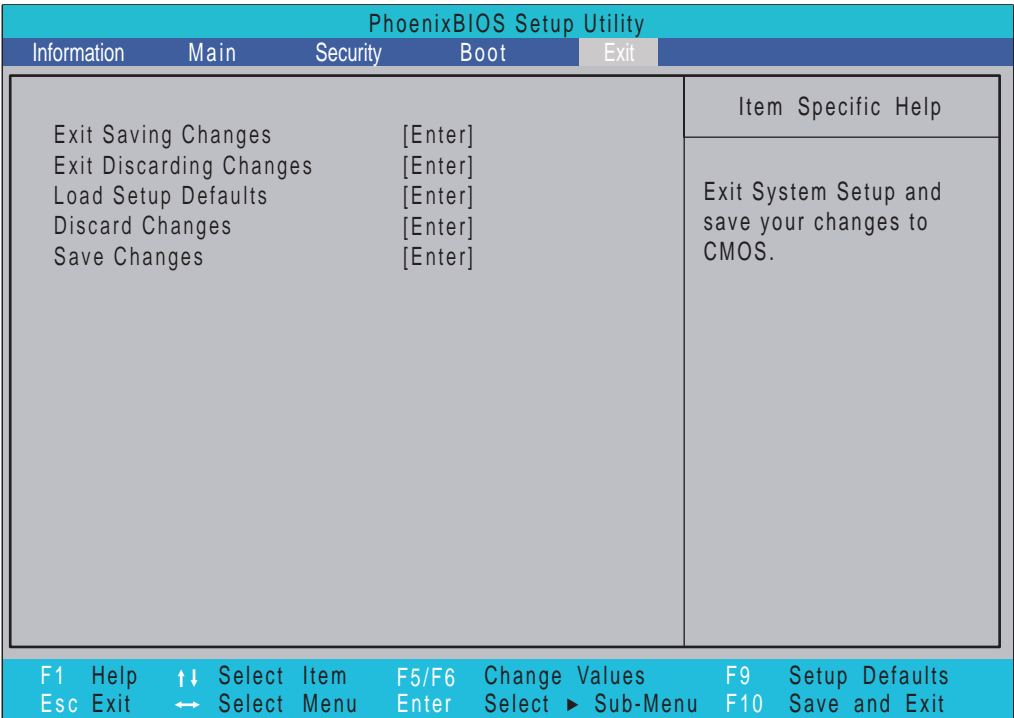 PhoenixBIOS Setup Utility
Information Main Security Boot Exit
Item Specific Help
Exit Saving Changes [Enter]
Exit Discarding Changes [Enter]
Load Setup Defaults [Enter]
Discard Changes [Enter]
Save Changes [Enter]
Exit System Setup and
save your changes to
CMOS.
F1 Help ↑↓ Select Item F5/F6 Change Values F9 Setup Defaults
Esc Exit ↔ Select Menu Enter Select ▶ Sub-Menu F10 Save and Exit